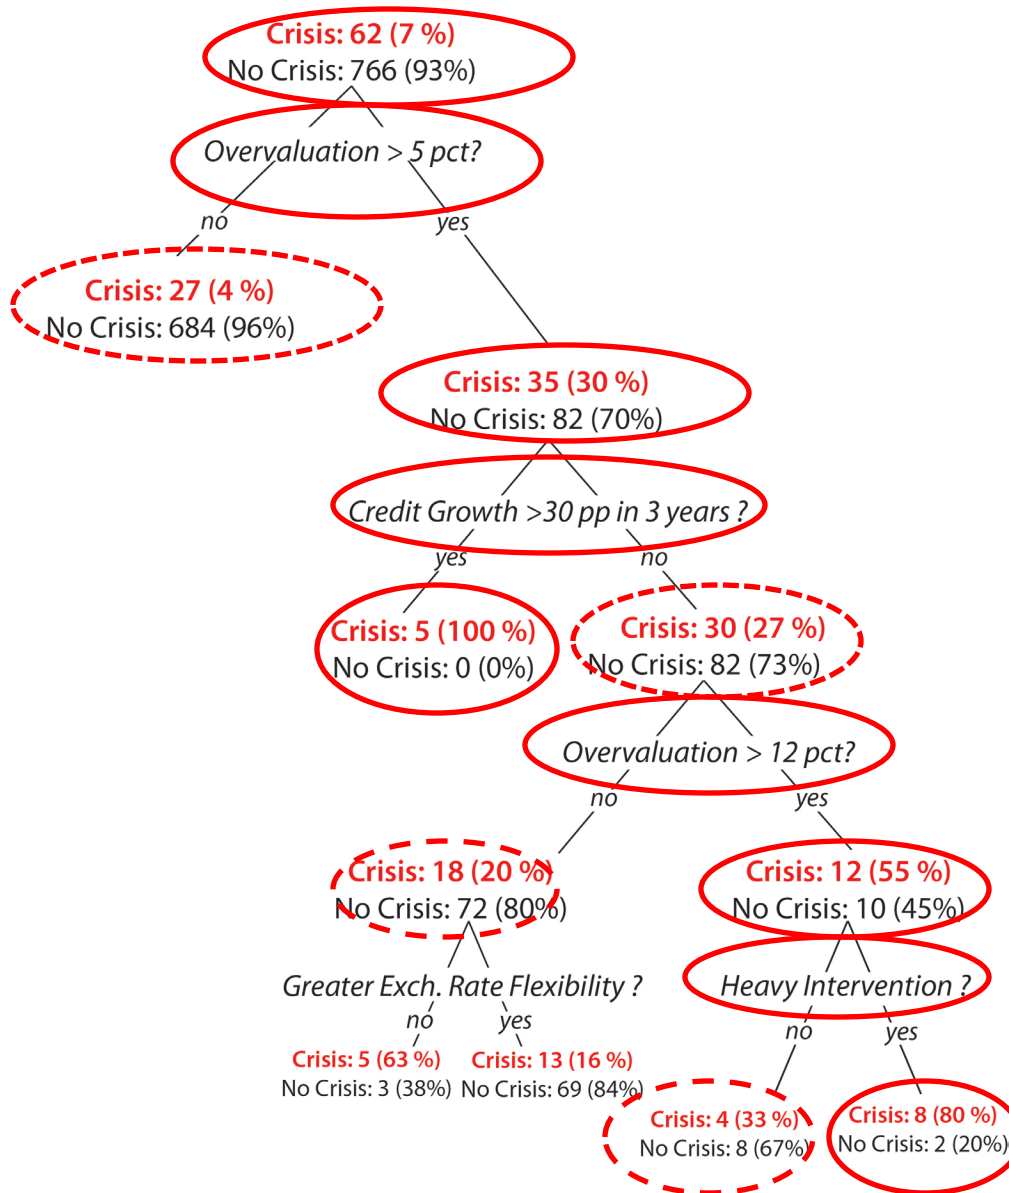 Crisis: 62 (7 %)
No Crisis: 766 (93%)
Overvaluation > 5 pct?
no
yes
Crisis: 27 (4 %)
No Crisis: 684 (96%)
Crisis: 35 (30 %)
No Crisis: 82 (70%)
Credit Growth >30 pp in 3 years ?
yes
no
Crisis: 5 (100 %)
No Crisis: 0 (0%)
Crisis: 30 (27 %)
No Crisis: 82 (73%)
Overvaluation > 12 pct?
no
yes
Crisis: 18 (20 %)
No Crisis: 72 (80%)
Crisis: 12 (55 %)
No Crisis: 10 (45%)
Greater Exch. Rate Flexibility ?
Heavy Intervention ?
no
yes
no
yes
Crisis: 5 (63 %)
No Crisis: 3 (38%)
Crisis: 13 (16 %)
No Crisis: 69 (84%)
Crisis: 4 (33 %)
No Crisis: 8 (67%)
Crisis: 8 (80 %)
No Crisis: 2 (20%)